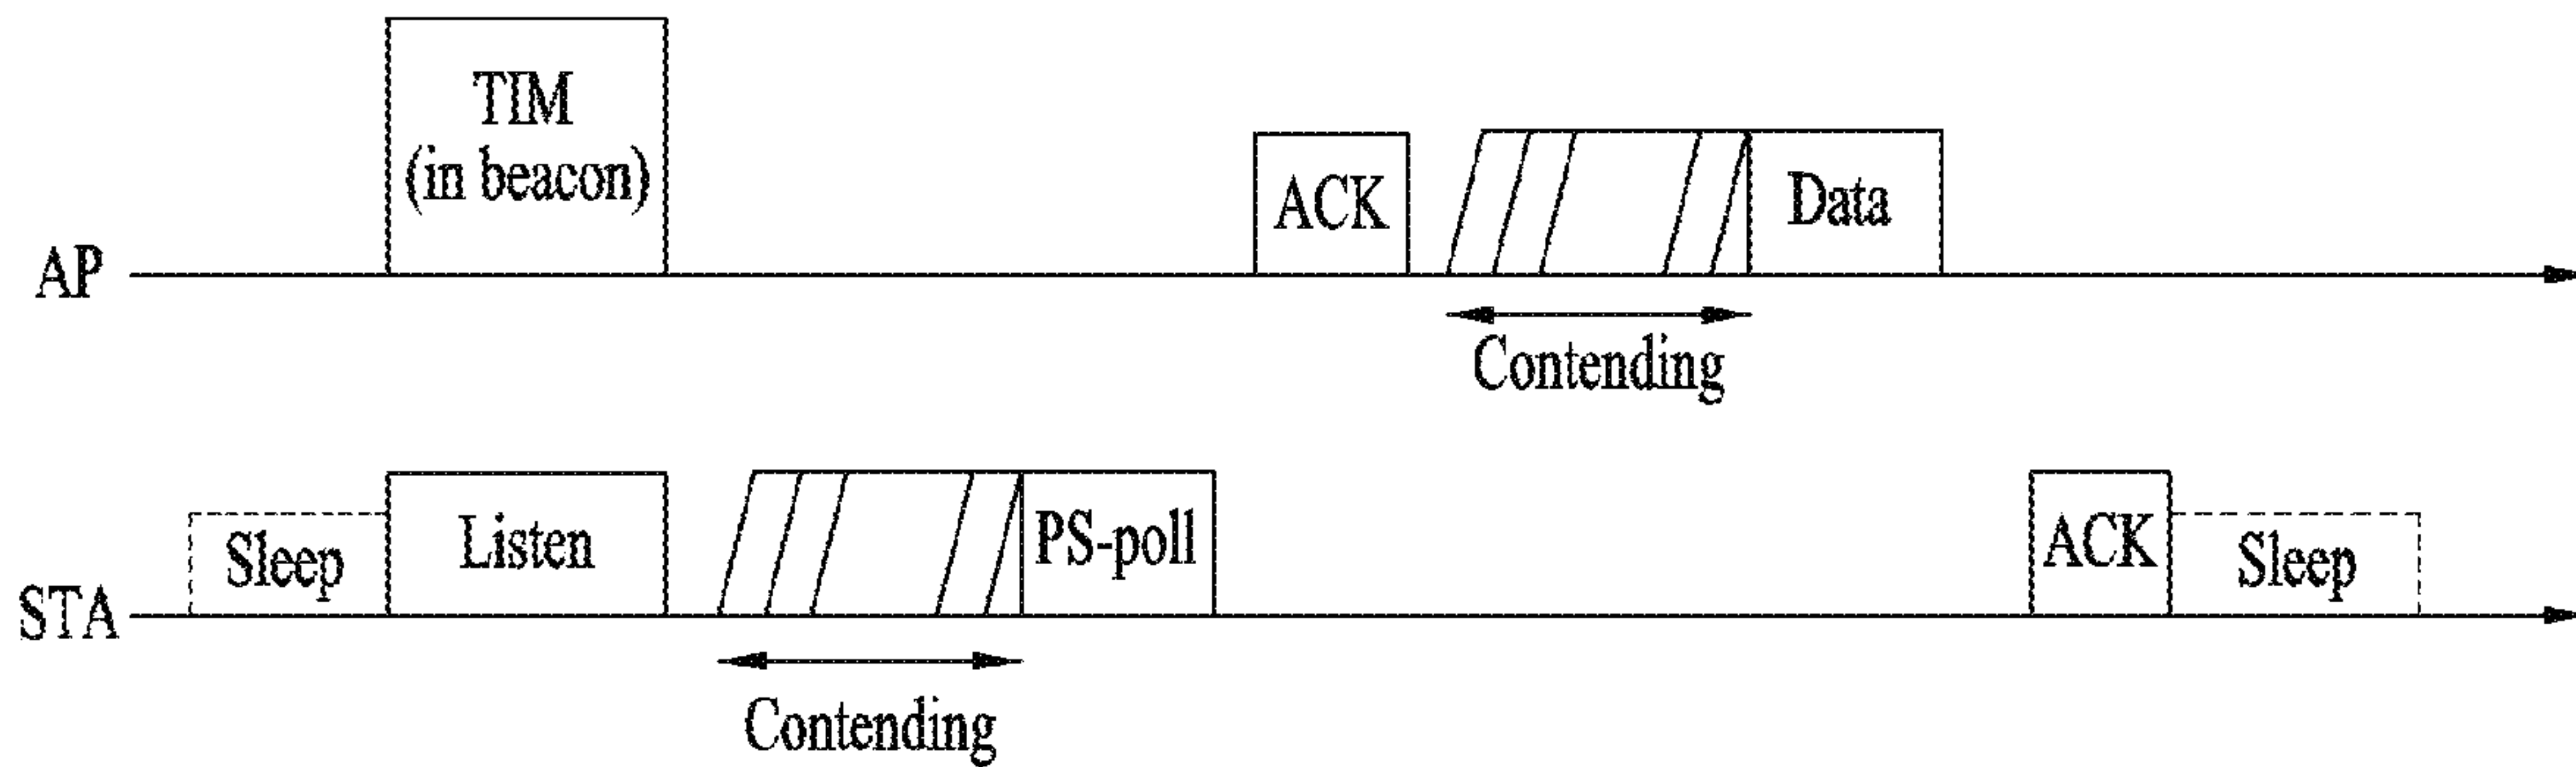 TIM
(in beacon)
ACK
Data
AP
Contending
Sleep
Listen
PS-poll
ACK
Sleep
STA
Contending